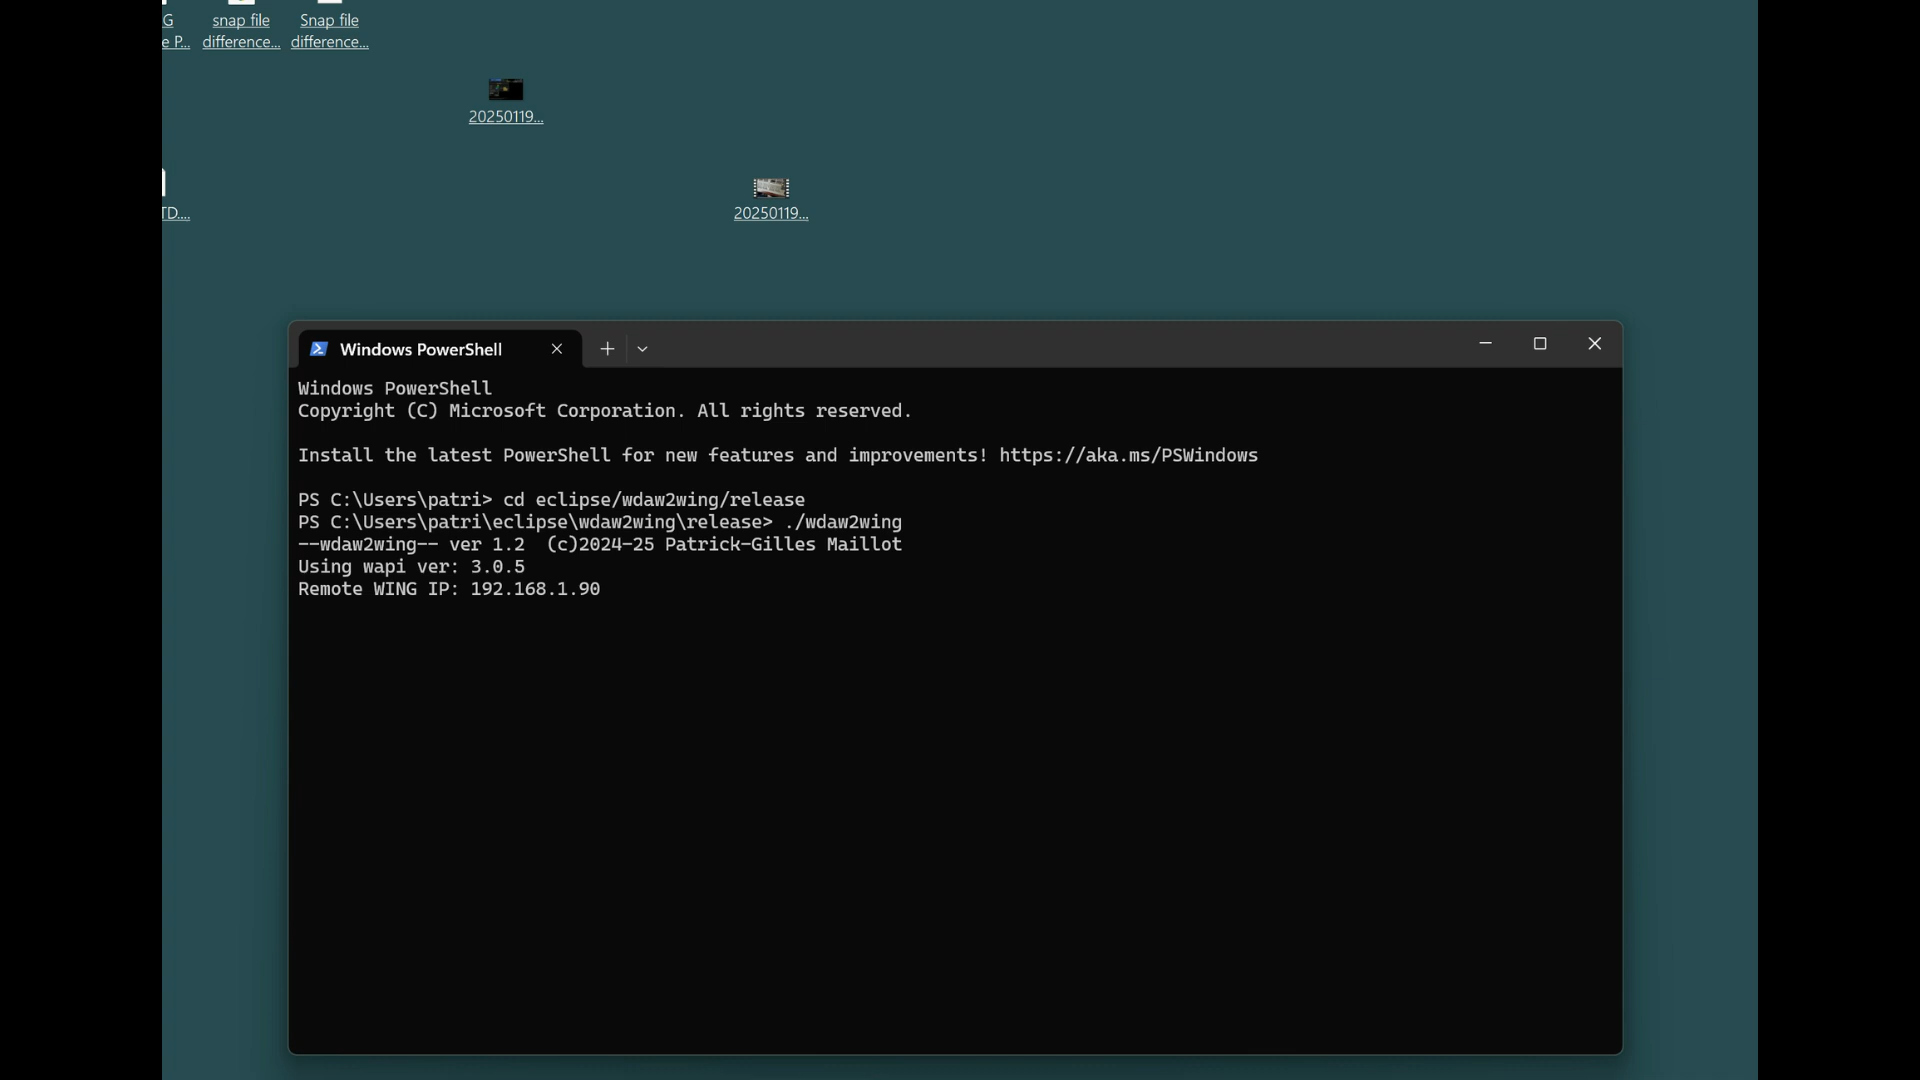 G
e P...
snap file
difference...
Snap file
difference...
20250119...
TD....
20250119...
Windows PowerShell
Windows PowerShell
Copyright (C) Microsoft Corporation. All rights reserved.
Install the latest PowerShell for new features and improvements! https://aka.ms/PSWindows
PS C:\Users\patri> cd eclipse/wdaw2wing/release
PS C:\Users\patri\eclipse\wdaw2wing\release> ./wdaw2wing
--wdaw2wing-- ver 1.2  (c)2024-25 Patrick-Gilles Maillot
Using wapi ver: 3.0.5
Remote WING IP: 192.168.1.90